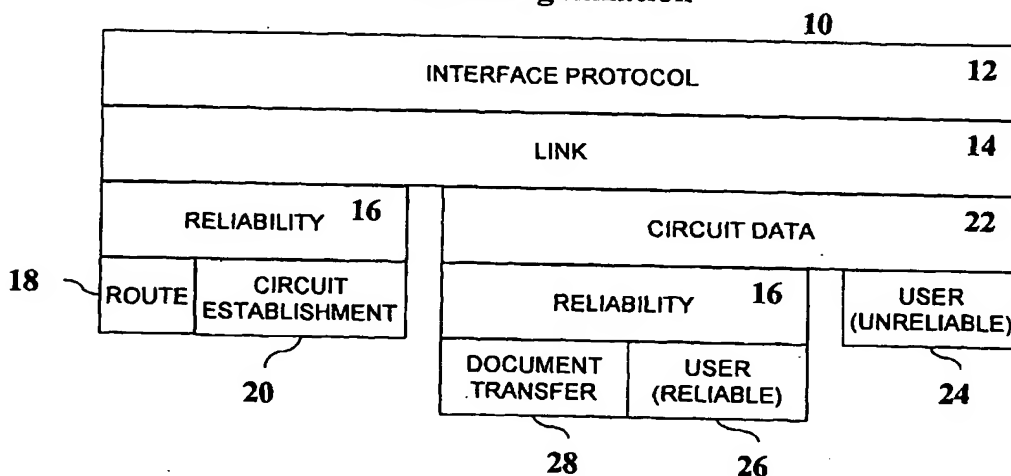 10
INTERFACE PROTOCOL 12
LINK 14
RELIABILITY 16
CIRCUIT DATA 22
18 ROUTE
CIRCUIT
ESTABLISHMENT
RELIABILITY 16
USER
(UNRELIABLE)
20
DOCUMENT
TRANSFER
USER
(RELIABLE)
24
28
26